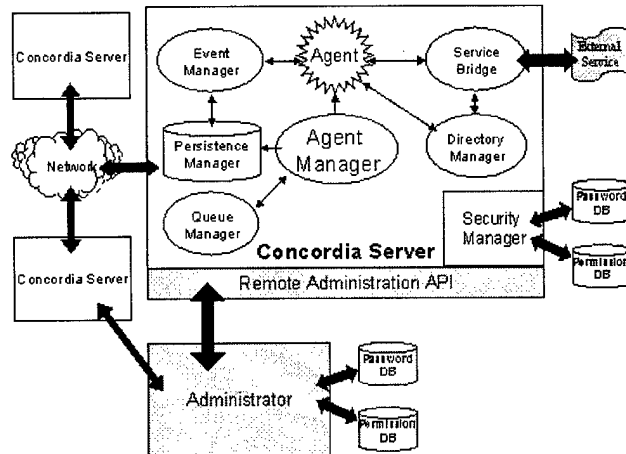 Concordia Server
Event
Manager
Agent
Service
Bridge
External
Service
Network
Persistence
Manager
Agent
Manager
Directory
Manager
Queue
Manager
Concordia Server
Security
Manager
Password
DB
Permission
DB
Concordia Server
Remote Administration API
Administrator
Password
DB
Permission
DB